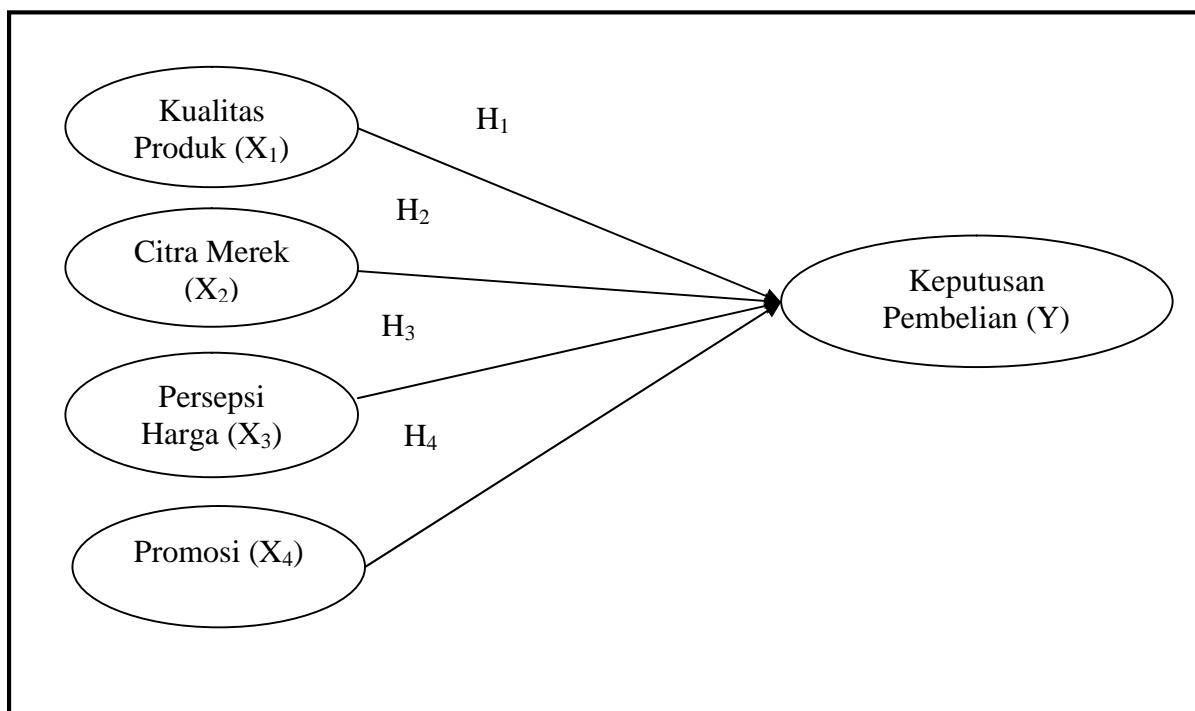 Kualitas
Produk (X₁)
H₁
H₂
Citra Merek
(X₂)
H₃
Persepsi
Harga (X₃)
H₄
Promosi (X₄)
Keputusan
Pembelian (Y)